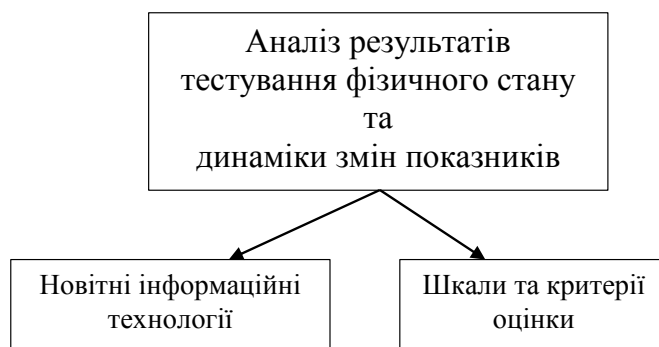 Аналіз результатів
тестування фізичного стану
та
динаміки змін показників
Новітні інформаційні
технології
Шкали та критерії
оцінки